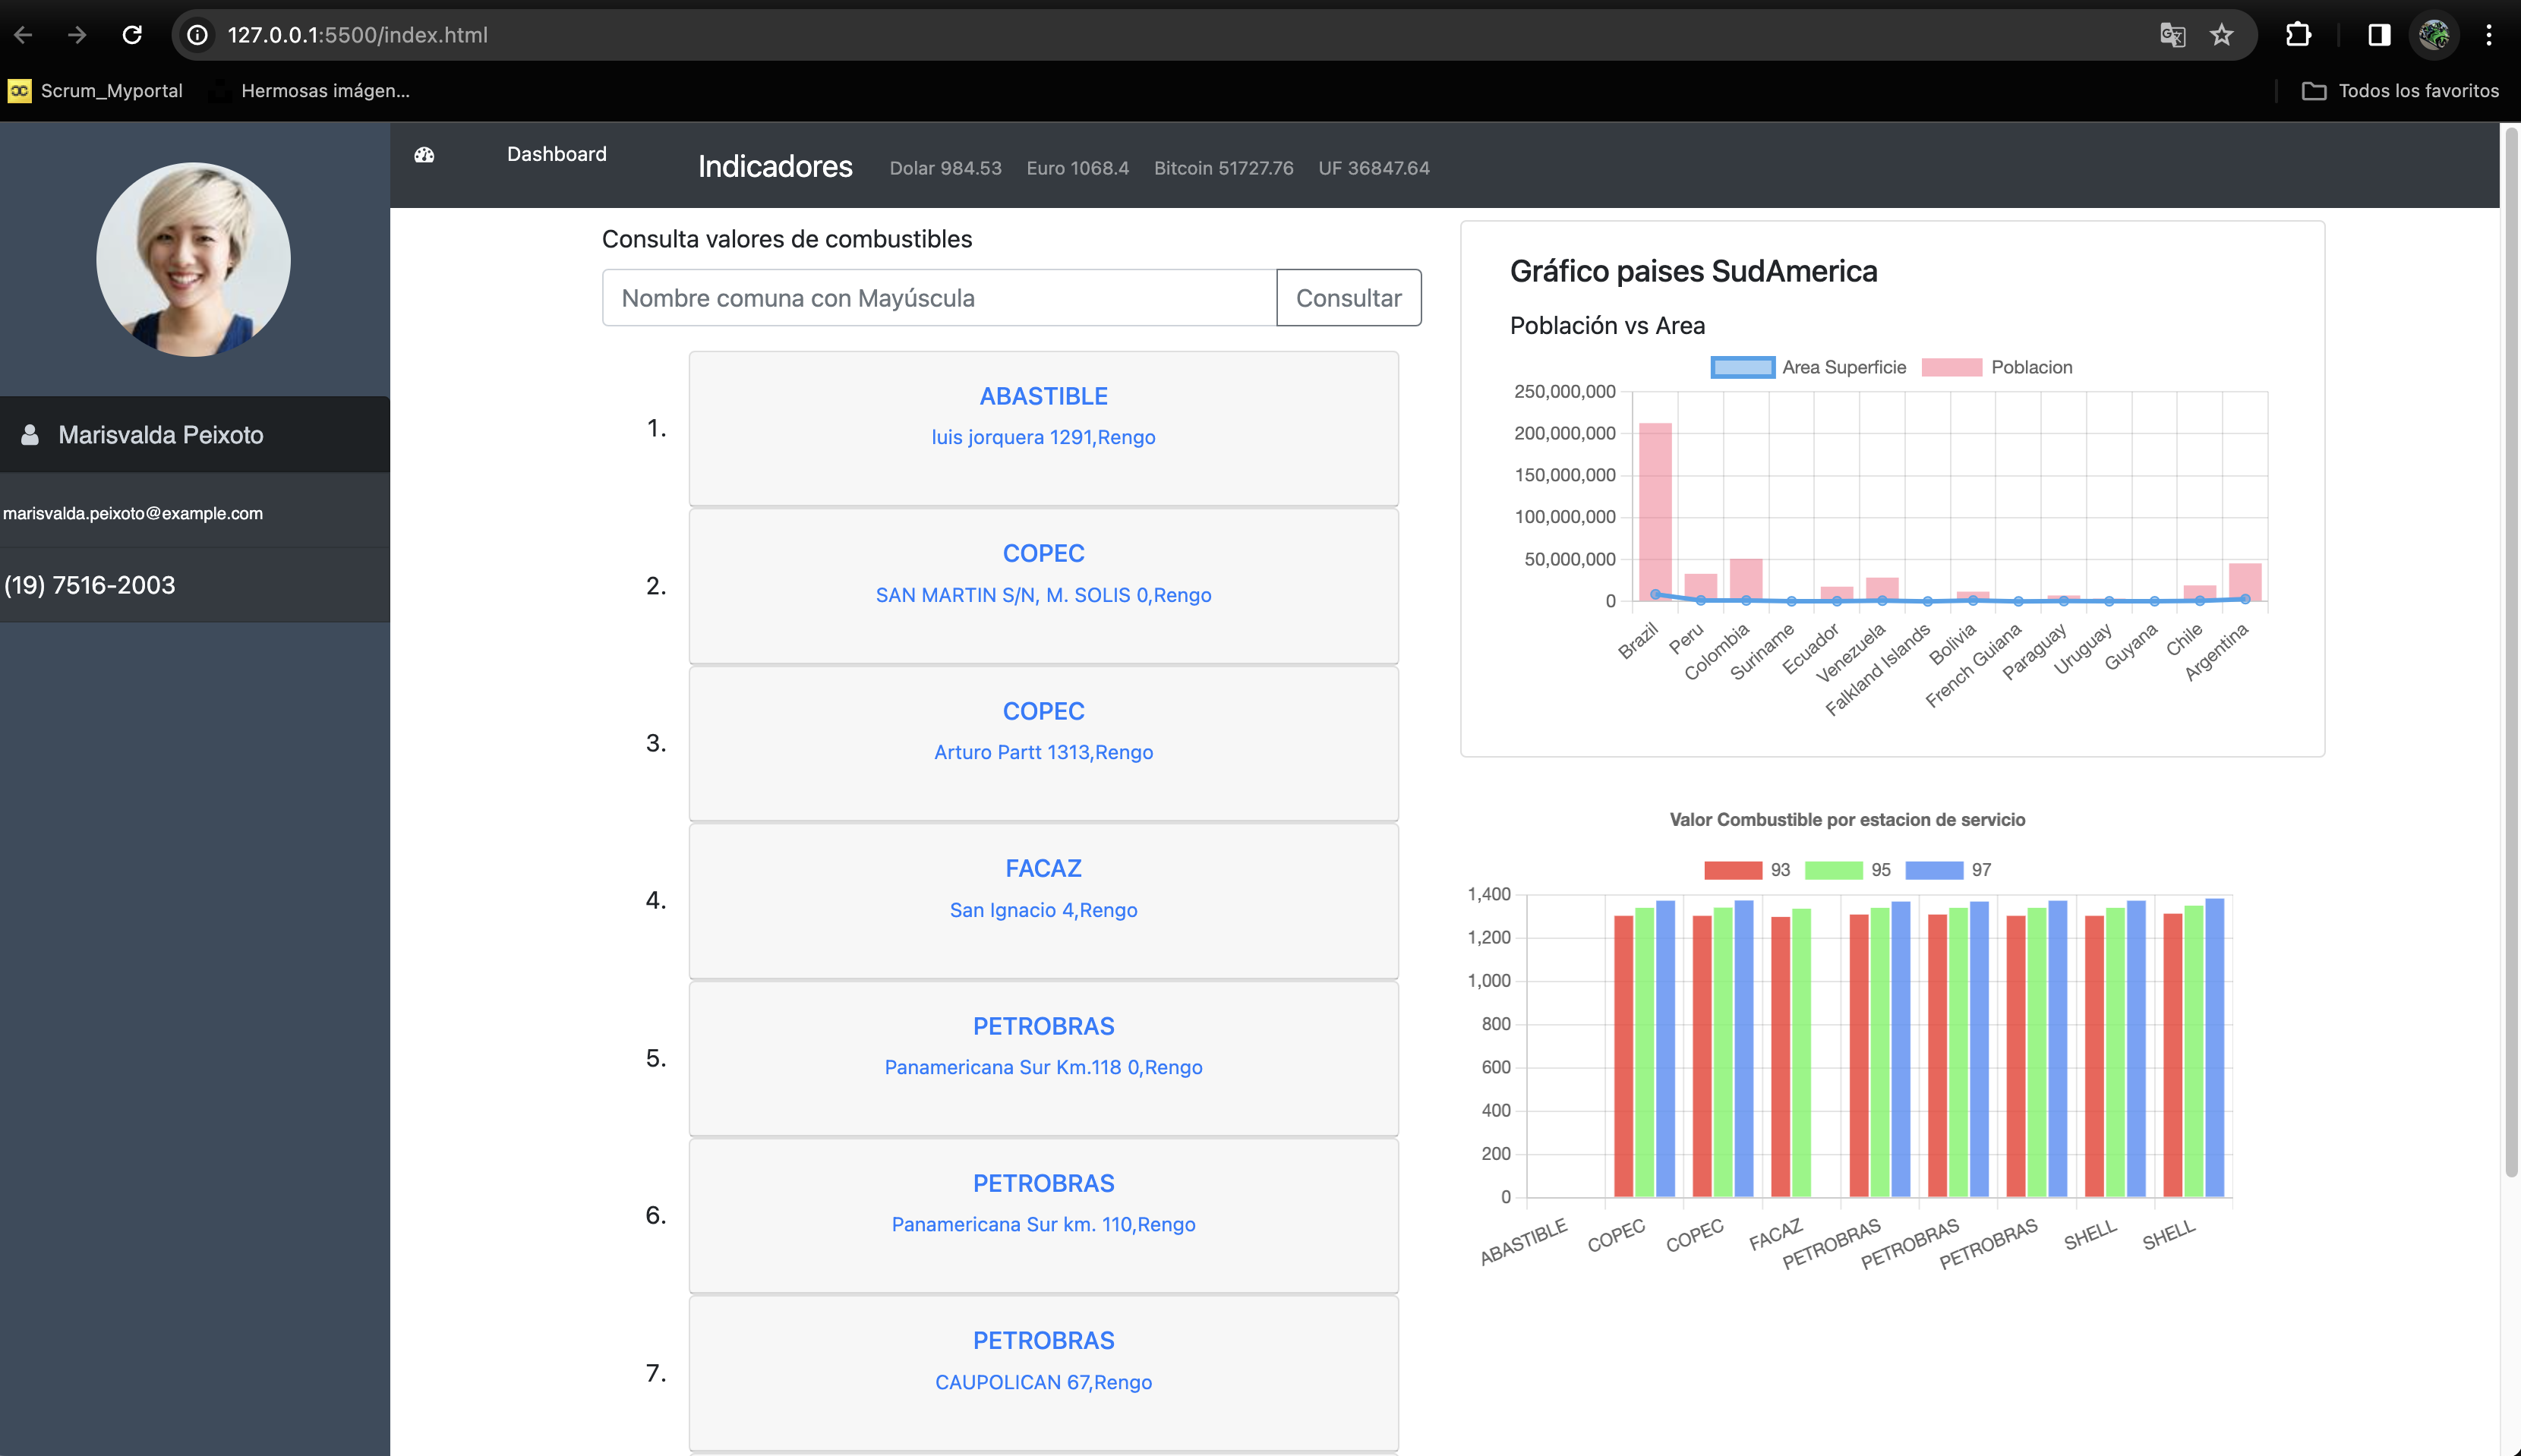 127.0.0.1:5500/index.html
Scrum_Myportal
Hermosas imágen...
Todos los favoritos
Dashboard
Indicadores
Dolar 984.53
Euro 1068.4
Bitcoin 51727.76
UF 36847.64
Marisvalda Peixoto
marisvalda.peixoto@example.com
(19) 7516-2003
Consulta valores de combustibles
Nombre comuna con Mayúscula
Consultar
1.
ABASTIBLE
luis jorquera 1291,Rengo
2.
COPEC
SAN MARTIN S/N, M. SOLIS 0,Rengo
3.
COPEC
Arturo Partt 1313,Rengo
4.
FACAZ
San Ignacio 4,Rengo
5.
PETROBRAS
Panamericana Sur Km.118 0,Rengo
6.
PETROBRAS
Panamericana Sur km. 110,Rengo
7.
PETROBRAS
CAUPOLICAN 67,Rengo
Gráfico paises SudAmerica
Población vs Area
Area Superficie
Poblacion
250,000,000
200,000,000
150,000,000
100,000,000
50,000,000
0
Brazil
Peru
Colombia
Suriname
Ecuador
Venezuela
Falkland Islands
Bolivia
French Guiana
Paraguay
Uruguay
Guyana
Chile
Argentina
Valor Combustible por estacion de servicio
93
95
97
1,400
1,200
1,000
800
600
400
200
0
ABASTIBLE
COPEC
COPEC
FACAZ
PETROBRAS
PETROBRAS
PETROBRAS
SHELL
SHELL